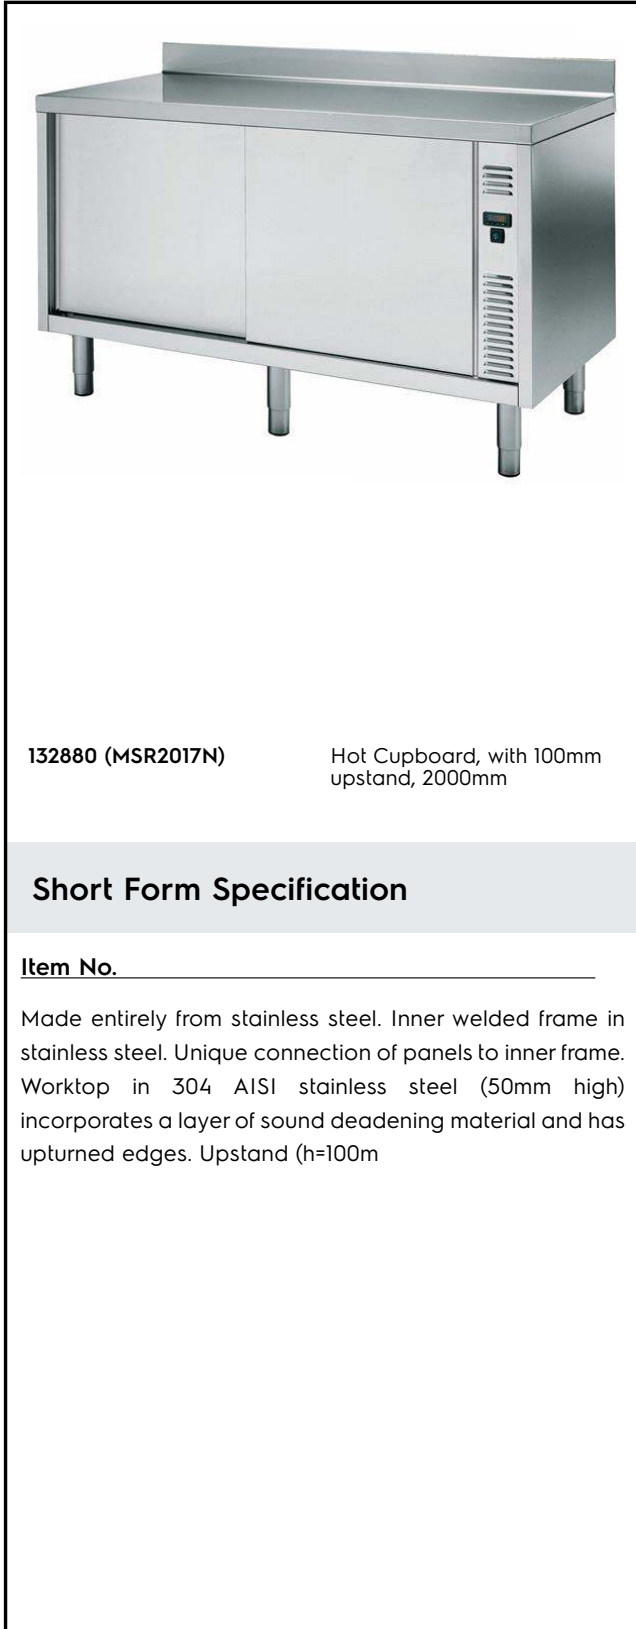 132880 (MSR2017N)
Hot Cupboard, with 100mm
upstand, 2000mm
Short Form Specification
Item No.
Made entirely from stainless steel. Inner welded frame in
stainless steel. Unique connection of panels to inner frame.
Worktop in 304 AISI stainless steel (50mm high)
incorporates a layer of sound deadening material and has
upturned edges. Upstand (h=100m